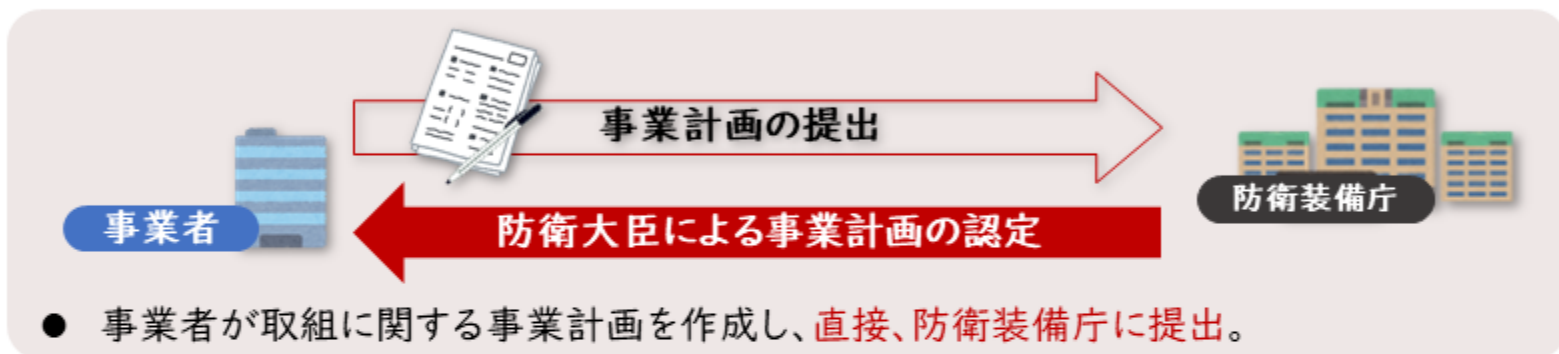 事業計画の提出
事業者
防衛大臣による事業計画の認定
防衛装備庁
● 事業者が取組に関する事業計画を作成し、直接、防衛装備庁に提出。